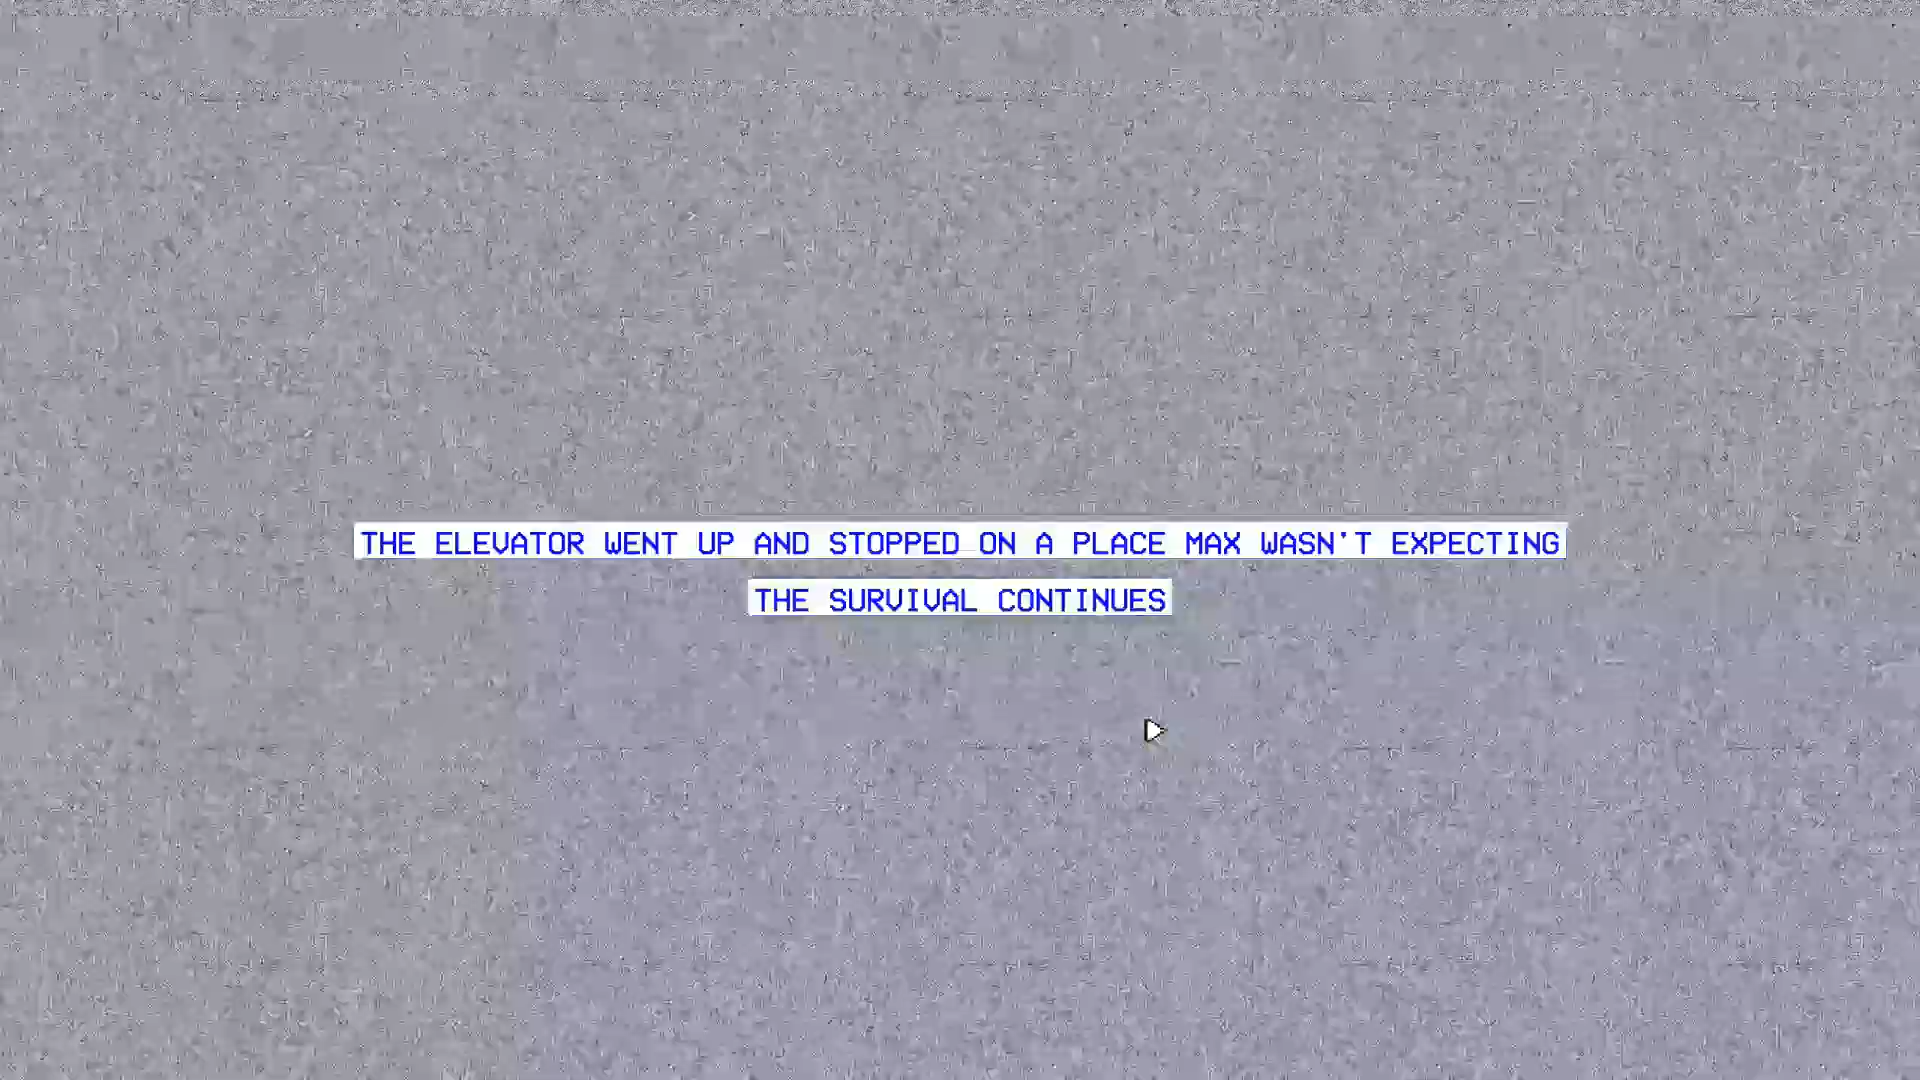 THE ELEVATOR WENT UP AND STOPPED ON A PLACE MAX WASN'T EXPECTING
THE SURVIVAL CONTINUES